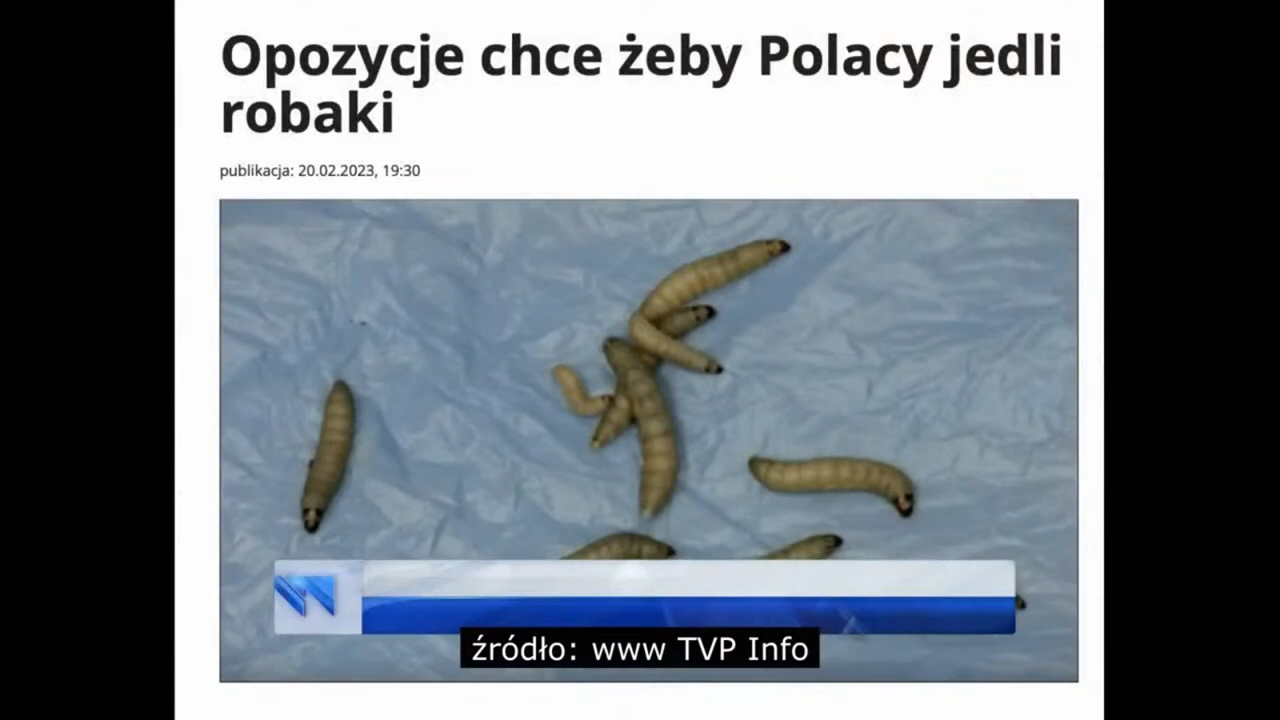 Opozycje chce żeby Polacy jedli
robaki
publikacja: 20.02.2023, 19:30
źródło: www TVP Info